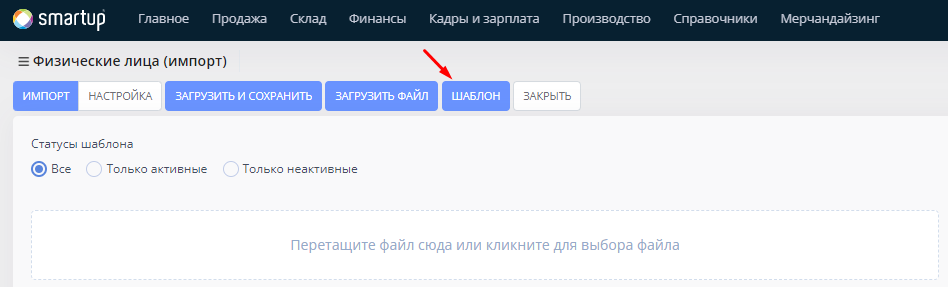 smartup Главное Продажа Склад Финансы Кадры и зарплата Производство Справочники Мерчандайзинг
Физические лица (импорт)
ИМПОРТ НАСТРОЙКА ЗАГРУЗИТЬ И СОХРАНИТЬ ЗАГРУЗИТЬ ФАЙЛ ШАБЛОН ЗАКРЫТЬ
Статусы шаблона
Все Только активные Только неактивные
Перетащите файл сюда или кликните для выбора файла